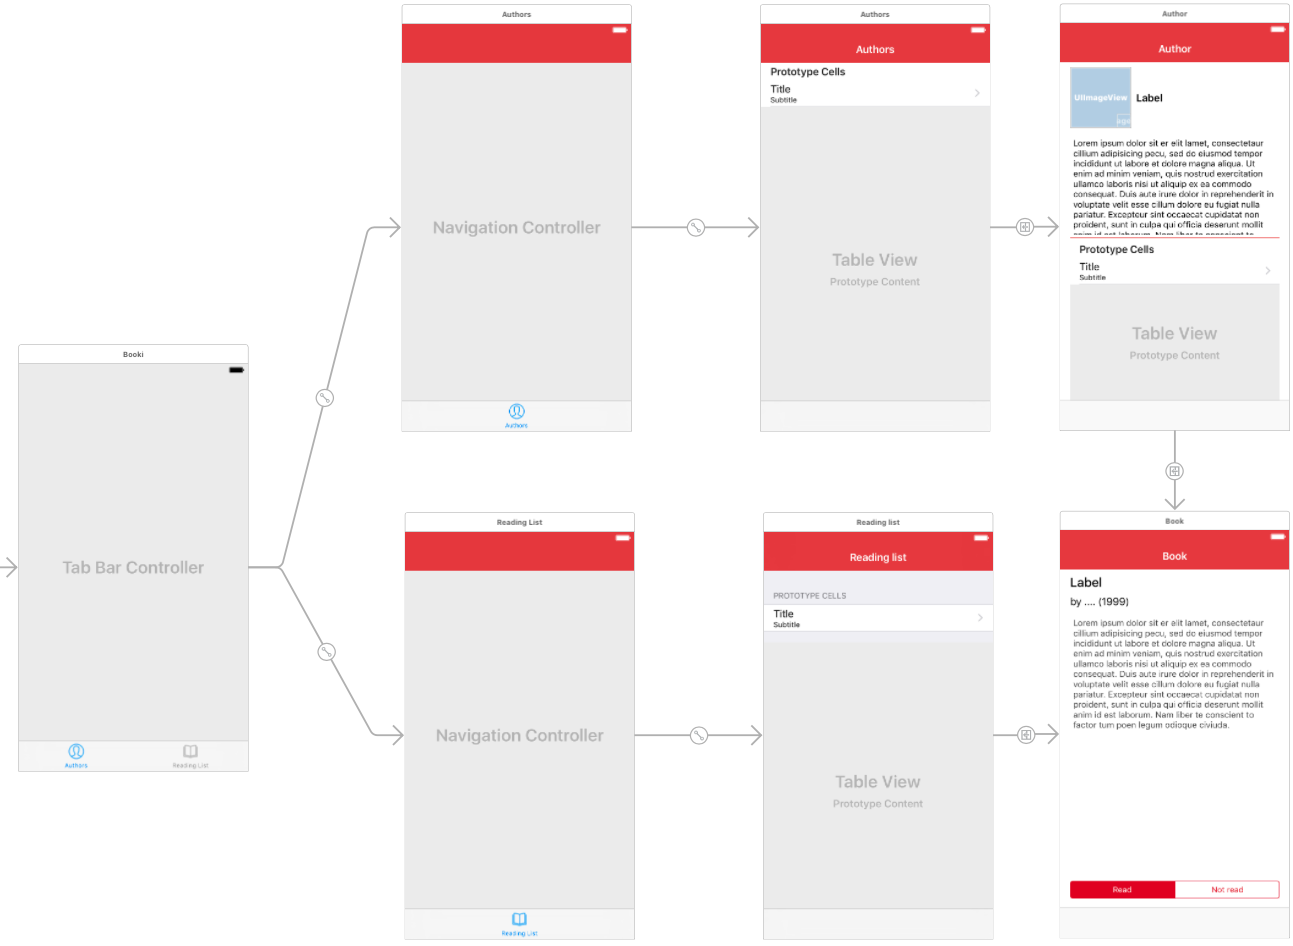 Authors
Navigation Controller
Authors
Authors
Authors
Prototype Cells
Title
Subtitle
Table View
Prototype Content
Author
Author
UIImageView
Label
Lorem ipsum dolor sit er elit lamet, consectetaur
cillium adipisicing pecu, sed do eiusmod tempor
incididunt ut labore et dolore magna aliqua. Ut
enim ad minim veniam, quis nostrud exercitation
ullamco laboris nisi ut aliquip ex ea commodo
consequat. Duis aute irure dolor in reprehenderit in
voluptate velit esse cillum dolore eu fugiat nulla
pariatur. Excepteur sint occaecat cupidatat non
proident, sunt in culpa qui officia deserunt mollit
anim id est laborum. Nam liber te conscient to
Prototype Cells
Title
Subtitle
Table View
Prototype Content
Booki
Tab Bar Controller
Authors
Reading List
Reading List
Navigation Controller
Reading List
Reading list
Reading list
PROTOTYPE CELLS
Title
Subtitle
Table View
Prototype Content
Book
Book
Label
by .... (1999)
Lorem ipsum dolor sit er elit lamet, consectetaur
cillium adipisicing pecu, sed do eiusmod tempor
incididunt ut labore et dolore magna aliqua. Ut
enim ad minim veniam, quis nostrud exercitation
ullamco laboris nisi ut aliquip ex ea commodo
consequat. Duis aute irure dolor in reprehenderit in
voluptate velit esse cillum dolore eu fugiat nulla
pariatur. Excepteur sint occaecat cupidatat non
proident, sunt in culpa qui officia deserunt mollit
anim id est laborum. Nam liber te conscient to
factor tum poen legum odioque civiuda.
Read
Not read